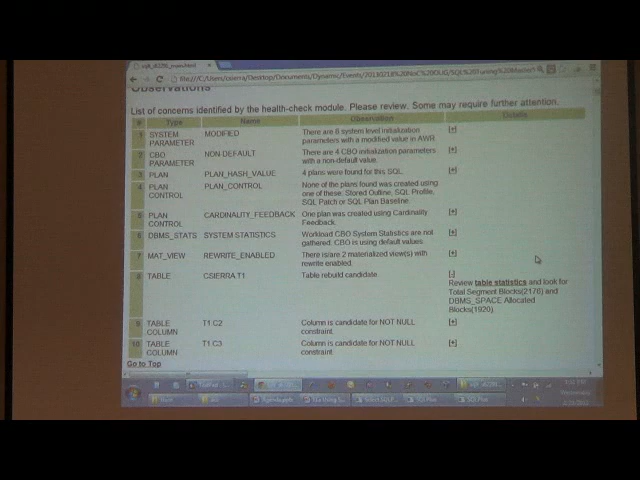 Observations
List of concerns identified by the health-check module. Please review. Some may require further attention.
# Type Name Observation Details
1 SYSTEM PARAMETER MODIFIED There are 6 system level initialization parameters with a modified value in AWR. [+]
2 CBO PARAMETER NON DEFAULT There are 4 CBO initialization parameters with a non-default value. [+]
3 PLAN PLAN_HASH_VALUE 4 plans were found for this SQL. [+]
4 PLAN CONTROL PLAN_CONTROL None of the plans found was created using one of these: Stored Outline, SQL Profile, SQL Patch or SQL Plan Baseline. [+]
5 PLAN CONTROL CARDINALITY_FEEDBACK One plan was created using Cardinality Feedback. [+]
6 DBMS_STATS SYSTEM STATISTICS Workload CBO System Statistics are not gathered. CBO is using default values. [+]
7 MAT_VIEW REWRITE_ENABLED There is/are 2 materialized view(s) with rewrite enabled. [+]
8 TABLE CSIERRA T1 Table rebuild candidate [-]
Review table statistics and look for
Total Segment Blocks(2176) and
DBMS_SPACE Allocated
Blocks(1920).
9 TABLE COLUMN T1 C2 Column is candidate for NOT NULL constraint [+]
10 TABLE COLUMN T1 C3 Column is candidate for NOT NULL constraint [+]
Go to Top